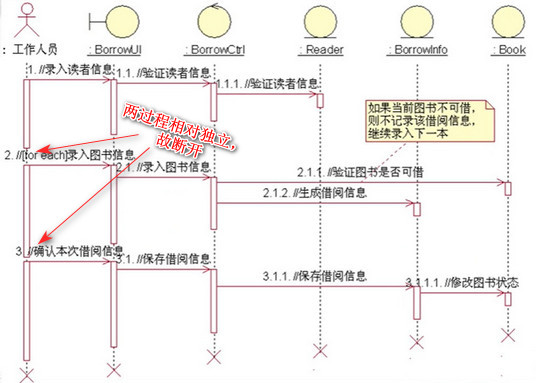 : 工作人员
: BorrowUI
: BorrowCtrl
: Reader
: BorrowInfo
: Book
1. //录入读者信息
1.1. //验证读者信息
1.1.1. //验证读者信息
两过程相对独立,
故断开
如果当前图书不可借,
则不记录该借阅信息,
继续录入下一本
2. //[for each]录入图书信息
2.1. //录入图书信息
2.1.1. //验证图书是否可借
2.1.2. //生成借阅信息
3. //确认本次借阅信息
3.1. //保存借阅信息
3.1.1. //保存借阅信息
3.1.1.1. //修改图书状态